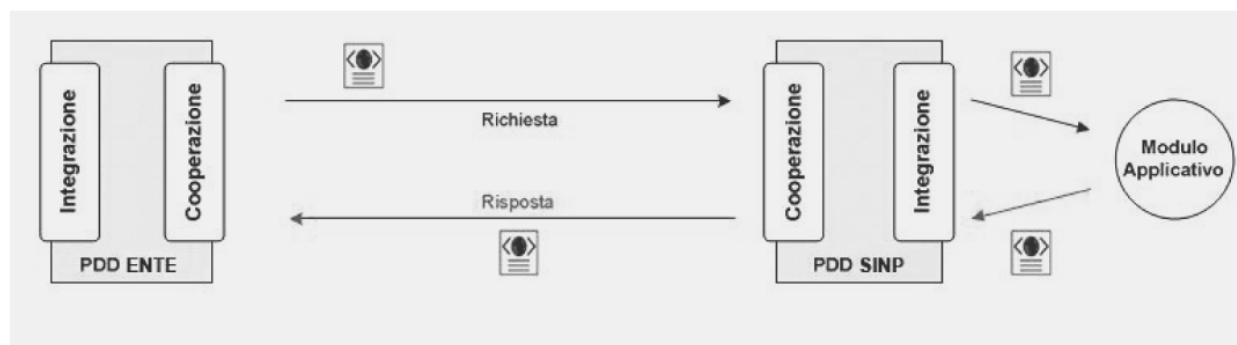 Integrazione
Cooperazione
PDD ENTE
Richiesta
Risposta
Cooperazione
Integrazione
PDD SINP
Modulo
Applicativo